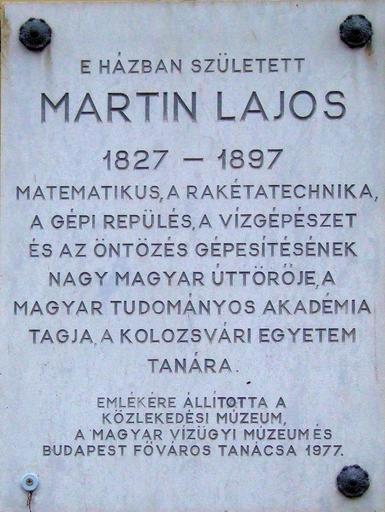 E HÁZBAN SZÜLETETT
MARTIN LAJOS
1827 – 1897
MATEMATIKUS, A RAKÉTATECHNIKA,
A GÉPI REPÜLÉS, A VÍZGÉPÉSZET
ÉS AZ ÖNTÖZÉS GÉPESÍTÉSÉNEK
NAGY MAGYAR ÚTTÖRŐJE, A
MAGYAR TUDOMÁNYOS AKADÉMIA
TAGJA, A KOLOZSVÁRI EGYETEM
TANÁRA.
EMLÉKÉRE ÁLLÍTOTTA A
KÖZLEKEDÉSI MÚZEUM,
A MAGYAR VÍZÜGYI MÚZEUM ÉS
BUDAPEST FŐVÁROS TANÁCSA 1977.